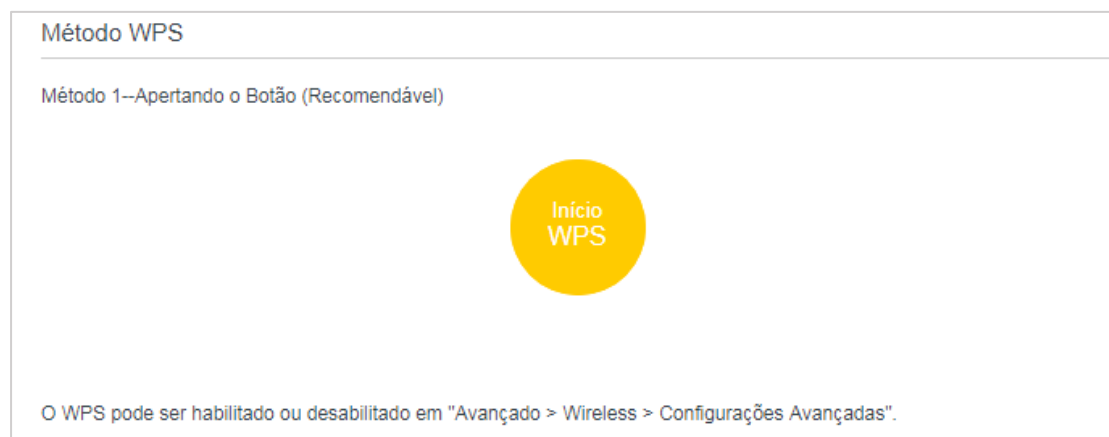 Método WPS
Método 1--Apertando o Botão (Recomendável)
Início
WPS
O WPS pode ser habilitado ou desabilitado em "Avançado > Wireless > Configurações Avançadas".